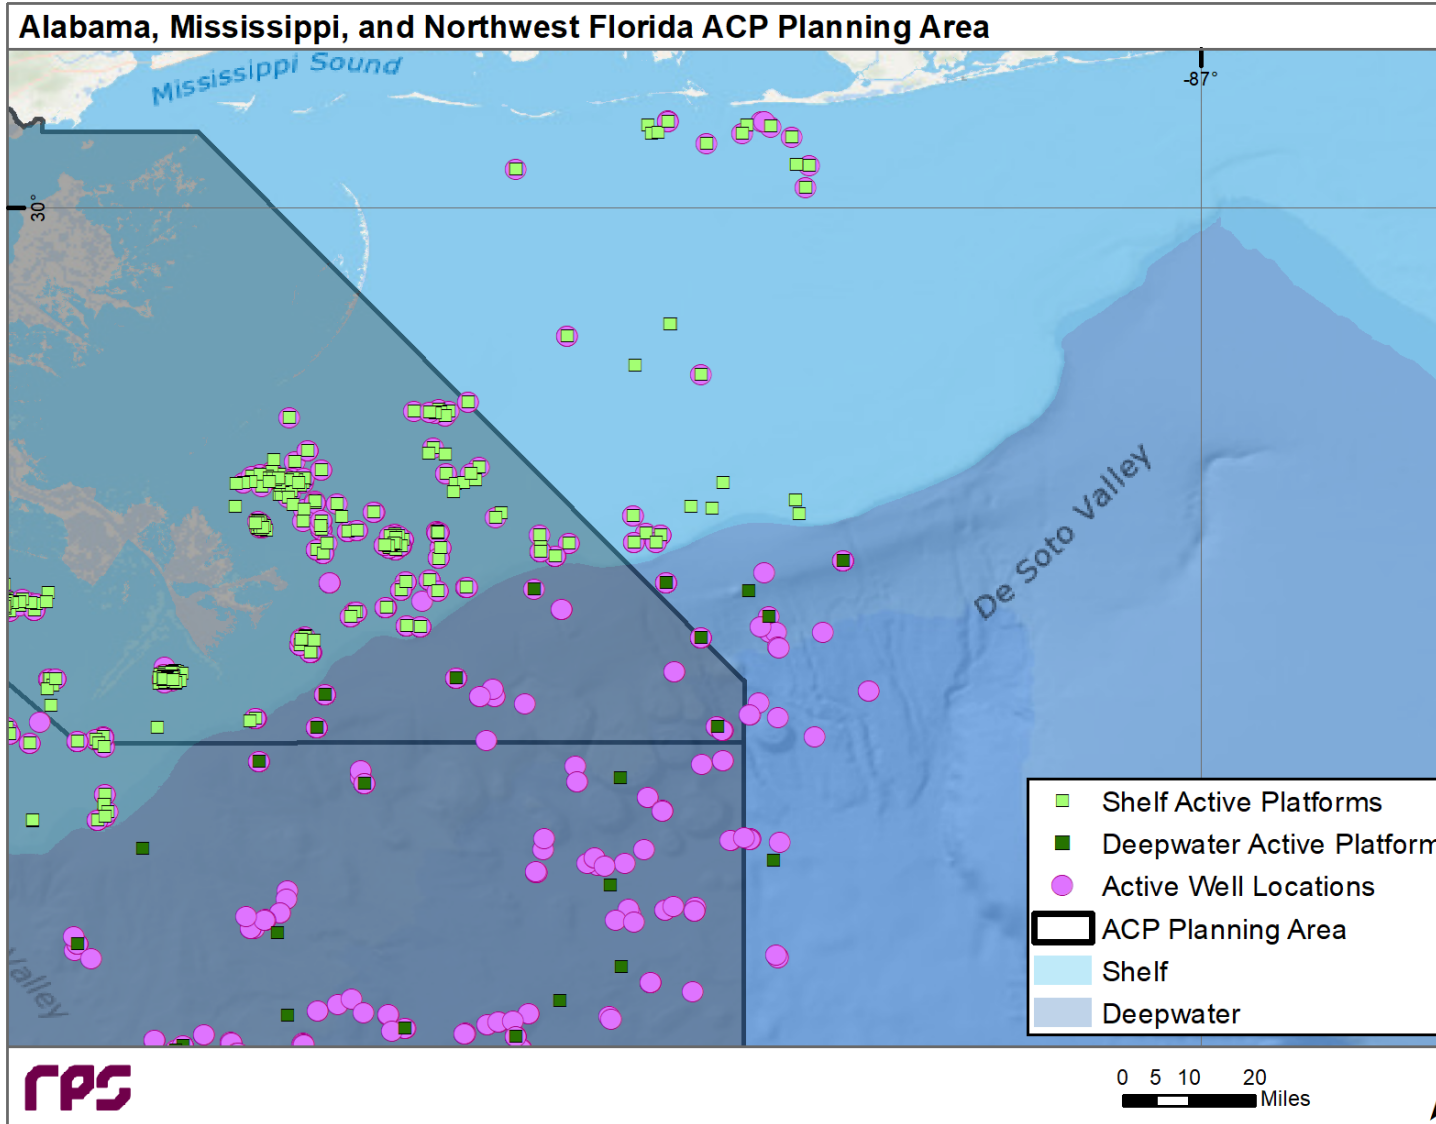 Alabama, Mississippi, and Northwest Florida ACP Planning Area
Mississippi Sound
-87°
30°
De Soto Valley
valley
Shelf Active Platforms
Deepwater Active Platform
Active Well Locations
ACP Planning Area
Shelf
Deepwater
rps
0 5 10 20
Miles